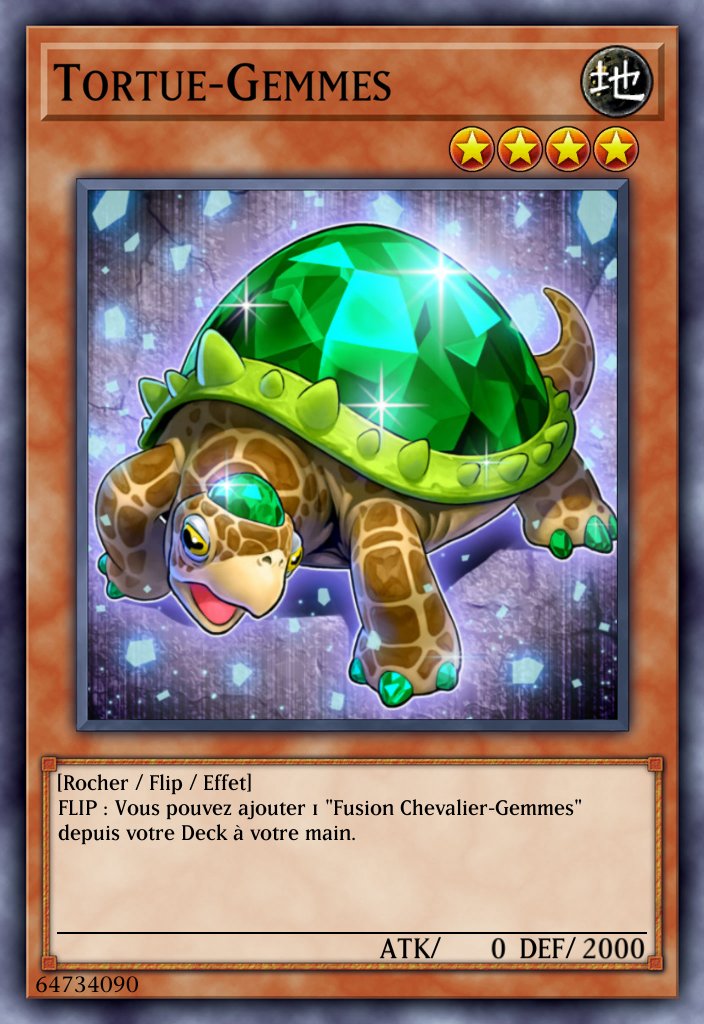 Tortue-Gemmes
地
[Rocher / Flip / Effet]
FLIP : Vous pouvez ajouter 1 "Fusion Chevalier-Gemmes"
depuis votre Deck à votre main.
ATK/ 0 DEF/ 2000
64734090